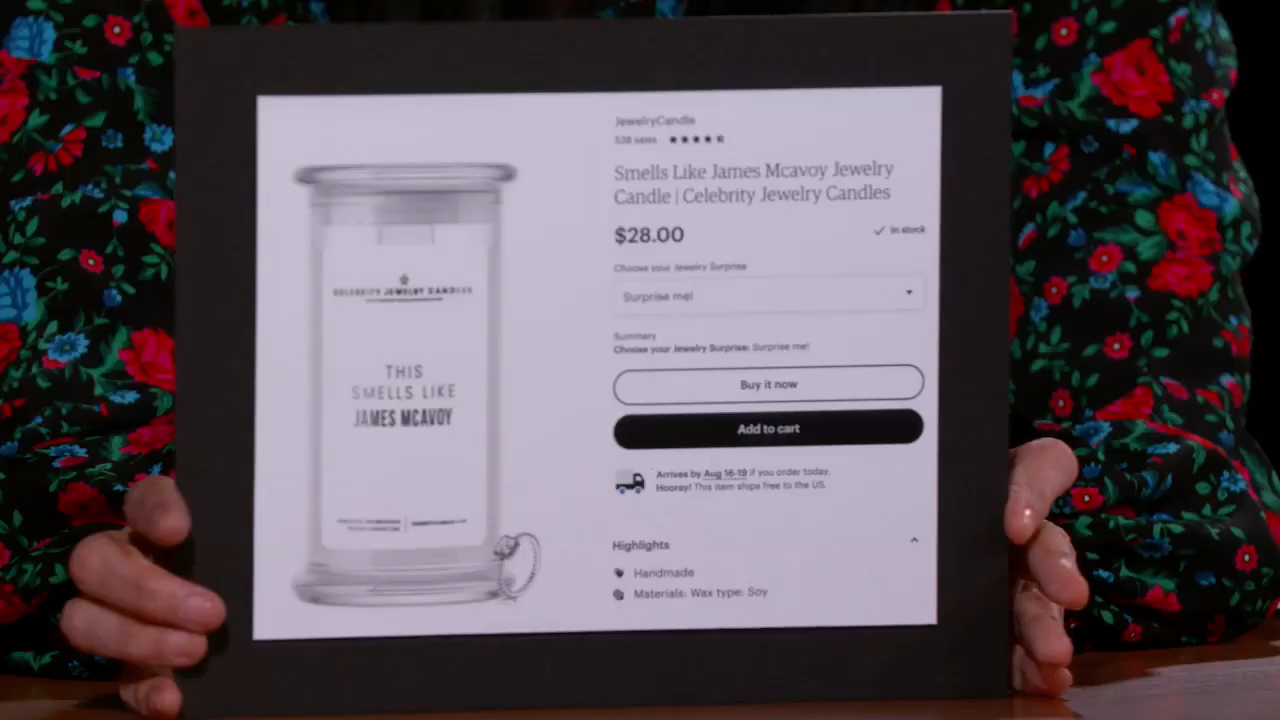 JewelryCandle
538 sales
Smells Like James Mcavoy Jewelry
Candle | Celebrity Jewelry Candles
$28.00
In stock
Choose your Jewelry Surprise
Surprise me!
Summary
Choose your Jewelry Surprise: Surprise me!
Buy it now
Add to cart
Arrives by Aug 16-19 if you order today.
Hooray! This item ships free to the US.
Highlights
Handmade
Materials: Wax type: Soy
CELEBRITY JEWELRY CANDLES
THIS
SMELLS LIKE
JAMES MCAVOY